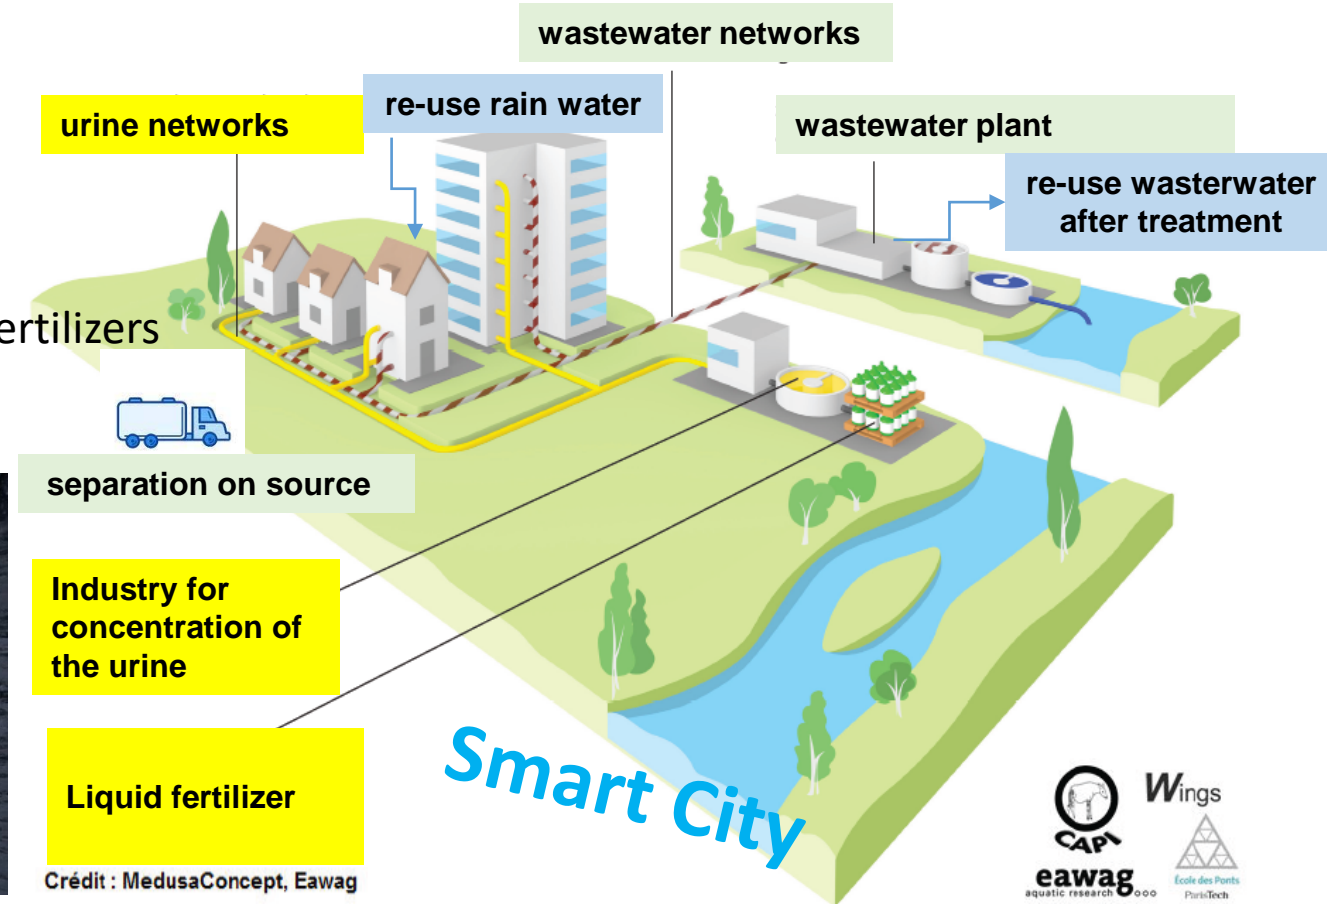 wastewater networks
re-use rain water
urine networks
wastewater plant
re-use wasterwater
after treatment
ertilizers
separation on source
Industry for
concentration of
the urine
Liquid fertilizer
Smart City
Crédit : MedusaConcept, Eawag
CAPI
Wings
eawag
aquatic research
École des Ponts
ParisTech